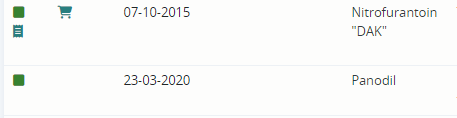 07-10-2015 Nitrofurantoin
"DAK"
23-03-2020 Panodil